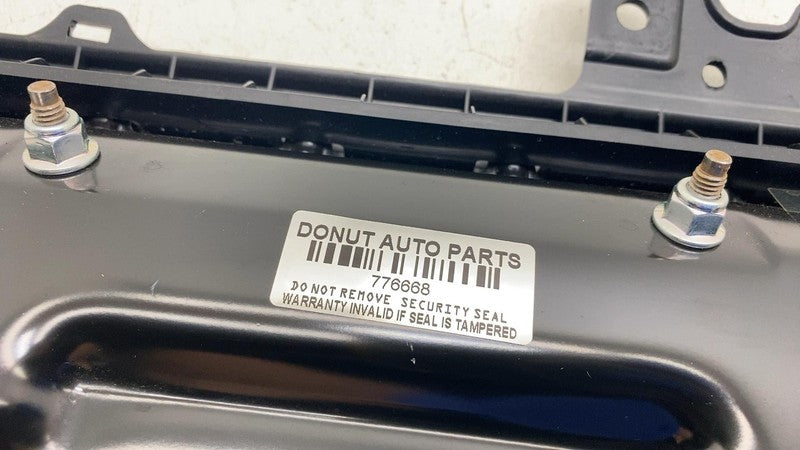 DONUT AUTO PARTS
776668
DO NOT REMOVE SECURITY SEAL
WARRANTY INVALID IF SEAL IS TAMPERED